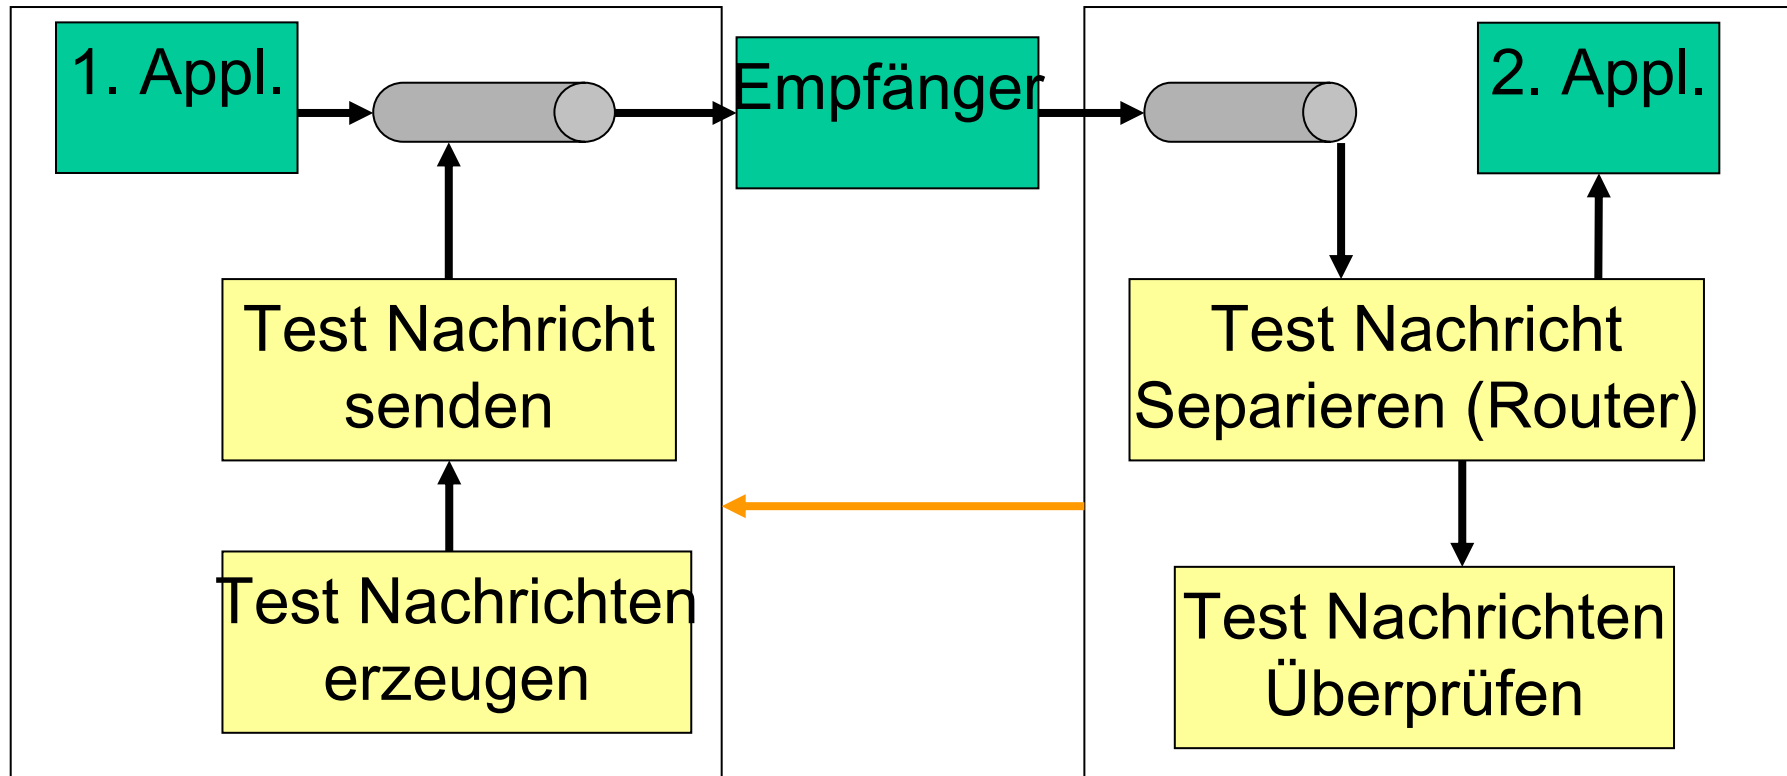 1. Appl.
Empfänger
2. Appl.
Test Nachricht
senden
Test Nachricht
Separieren (Router)
Test Nachrichten
erzeugen
Test Nachrichten
Überprüfen